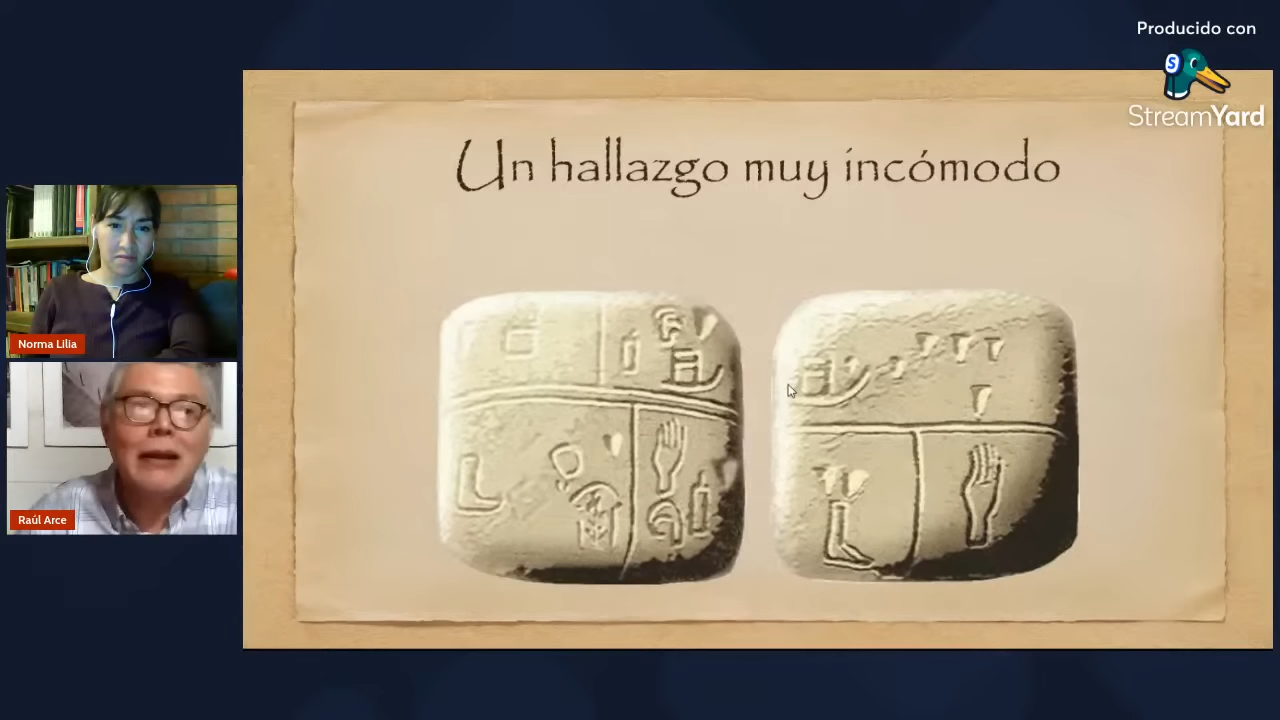 Producido con
StreamYard
Un hallazgo muy incómodo
Norma Lilia
Raúl Arce